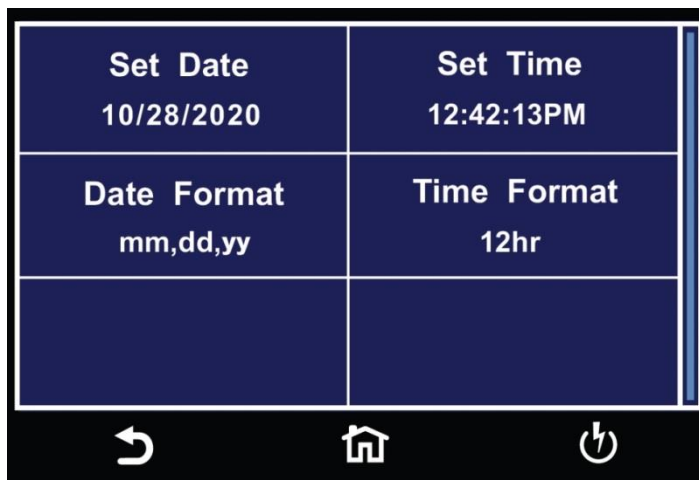 Set Date
10/28/2020
Set Time
12:42:13PM
Date Format
mm,dd,yy
Time Format
12hr